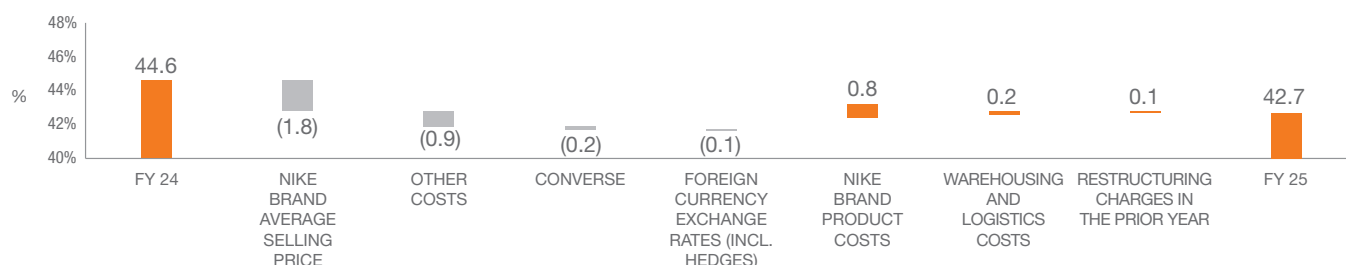 48%
46%
44%
42%
40%
%
44.6
(1.8)
(0.9)
(0.2)
(0.1)
0.8
0.2
0.1
42.7
FY 24
NIKE
BRAND
AVERAGE
SELLING
PRICE
OTHER
COSTS
CONVERSE
FOREIGN
CURRENCY
EXCHANGE
RATES (INCL.
HEDGES)
NIKE
BRAND
PRODUCT
COSTS
WAREHOUSING
AND
LOGISTICS
COSTS
RESTRUCTURING
CHARGES IN
THE PRIOR YEAR
FY 25